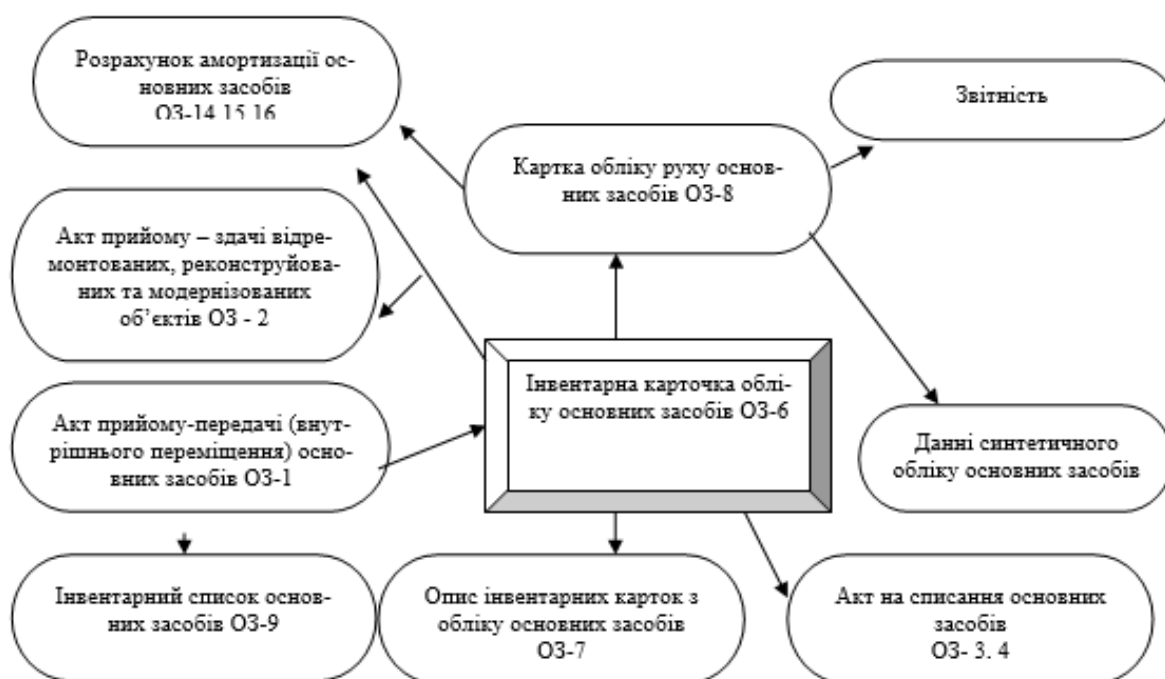 Розрахунок амортизації ос-
новних засобів
ОЗ-14 15 16
Звітність
Картка обліку руху основ-
них засобів ОЗ-8
Акт прийому – здачі відре-
монтованих, реконструйова-
них та модернізованих
об’єктів ОЗ - 2
Інвентарна карточка облі-
ку основних засобів ОЗ-6
Акт прийому-передачі (внут-
рішнього переміщення) осно-
вних засобів ОЗ-1
Данні синтетичного
обліку основних засобів
Інвентарний список основ-
них засобів ОЗ-9
Опис інвентарних карток з
обліку основних засобів
ОЗ-7
Акт на списання основних
засобів
ОЗ- 3. 4